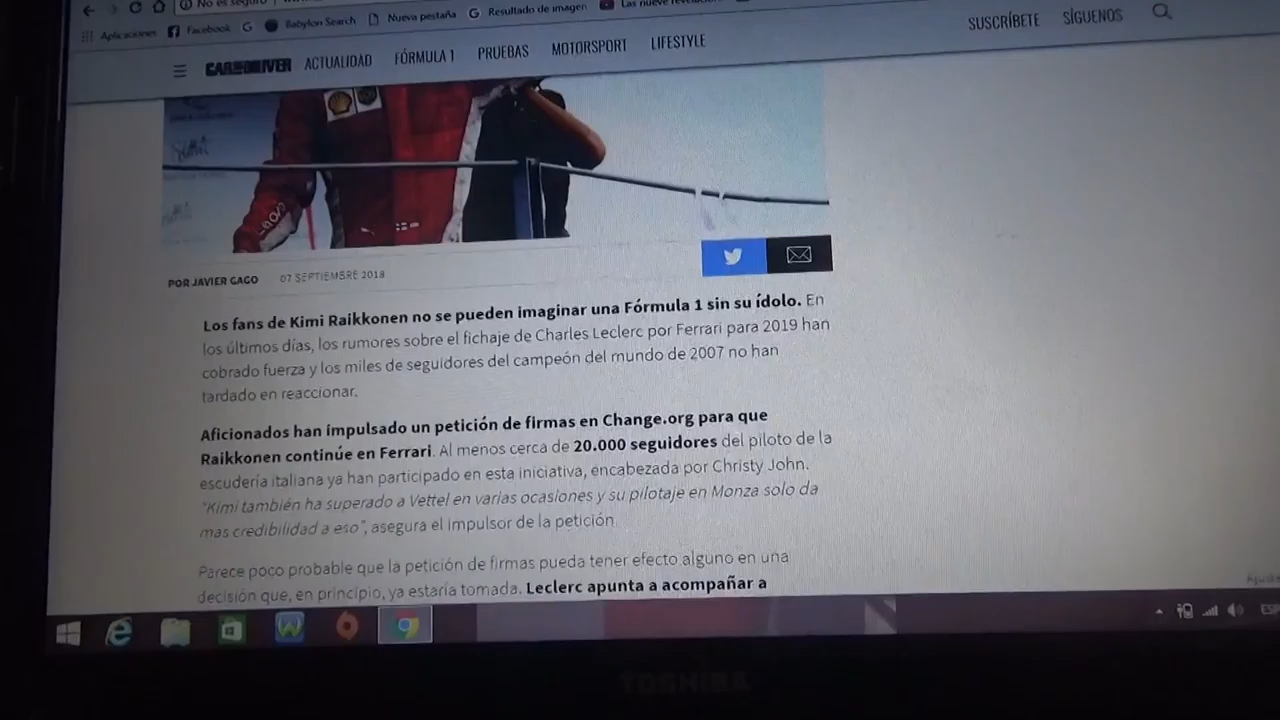 No es seguro
Aplicaciones Facebook Babylon Search Nueva pestaña Resultado de imagen Las nueve
CAR AND DRIVER ACTUALIDAD FÓRMULA 1 PRUEBAS MOTORSPORT LIFESTYLE SUSCRÍBETE SÍGUENOS
POR JAVIER GAGO 07 SEPTIEMBRE 2018
Los fans de Kimi Raikkonen no se pueden imaginar una Fórmula 1 sin su ídolo. En
los últimos días, los rumores sobre el fichaje de Charles Leclerc por Ferrari para 2019 han
cobrado fuerza y los miles de seguidores del campeón del mundo de 2007 no han
tardado en reaccionar.
Aficionados han impulsado un petición de firmas en Change.org para que
Raikkonen continúe en Ferrari. Al menos cerca de 20.000 seguidores del piloto de la
escudería italiana ya han participado en esta iniciativa, encabezada por Christy John.
“Kimi también ha superado a Vettel en varias ocasiones y su pilotaje en Monza solo da
mas credibilidad a eso”, asegura el impulsor de la petición
Parece poco probable que la petición de firmas pueda tener efecto alguno en una
decisión que, en principio, ya estaría tomada. Leclerc apunta a acompañar a
TOSHIBA